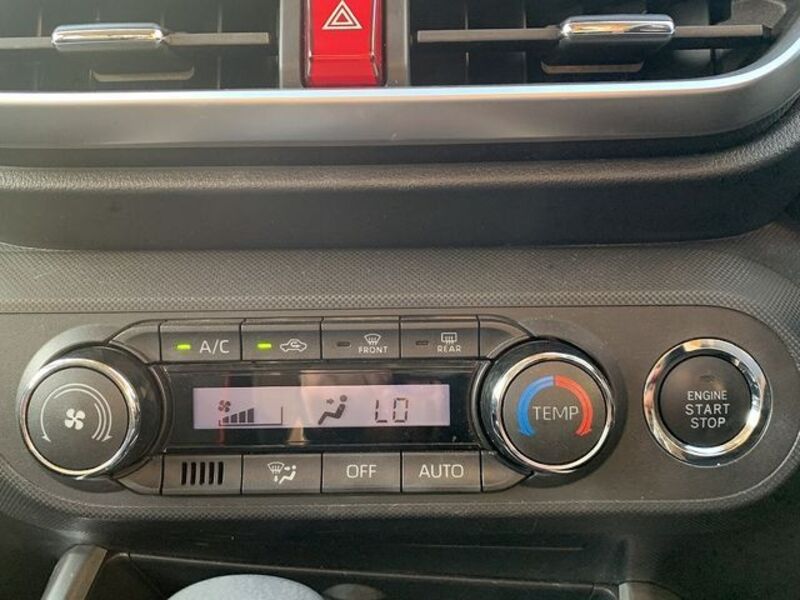 A/C
FRONT
REAR
LO
TEMP
ENGINE
START
STOP
OFF
AUTO